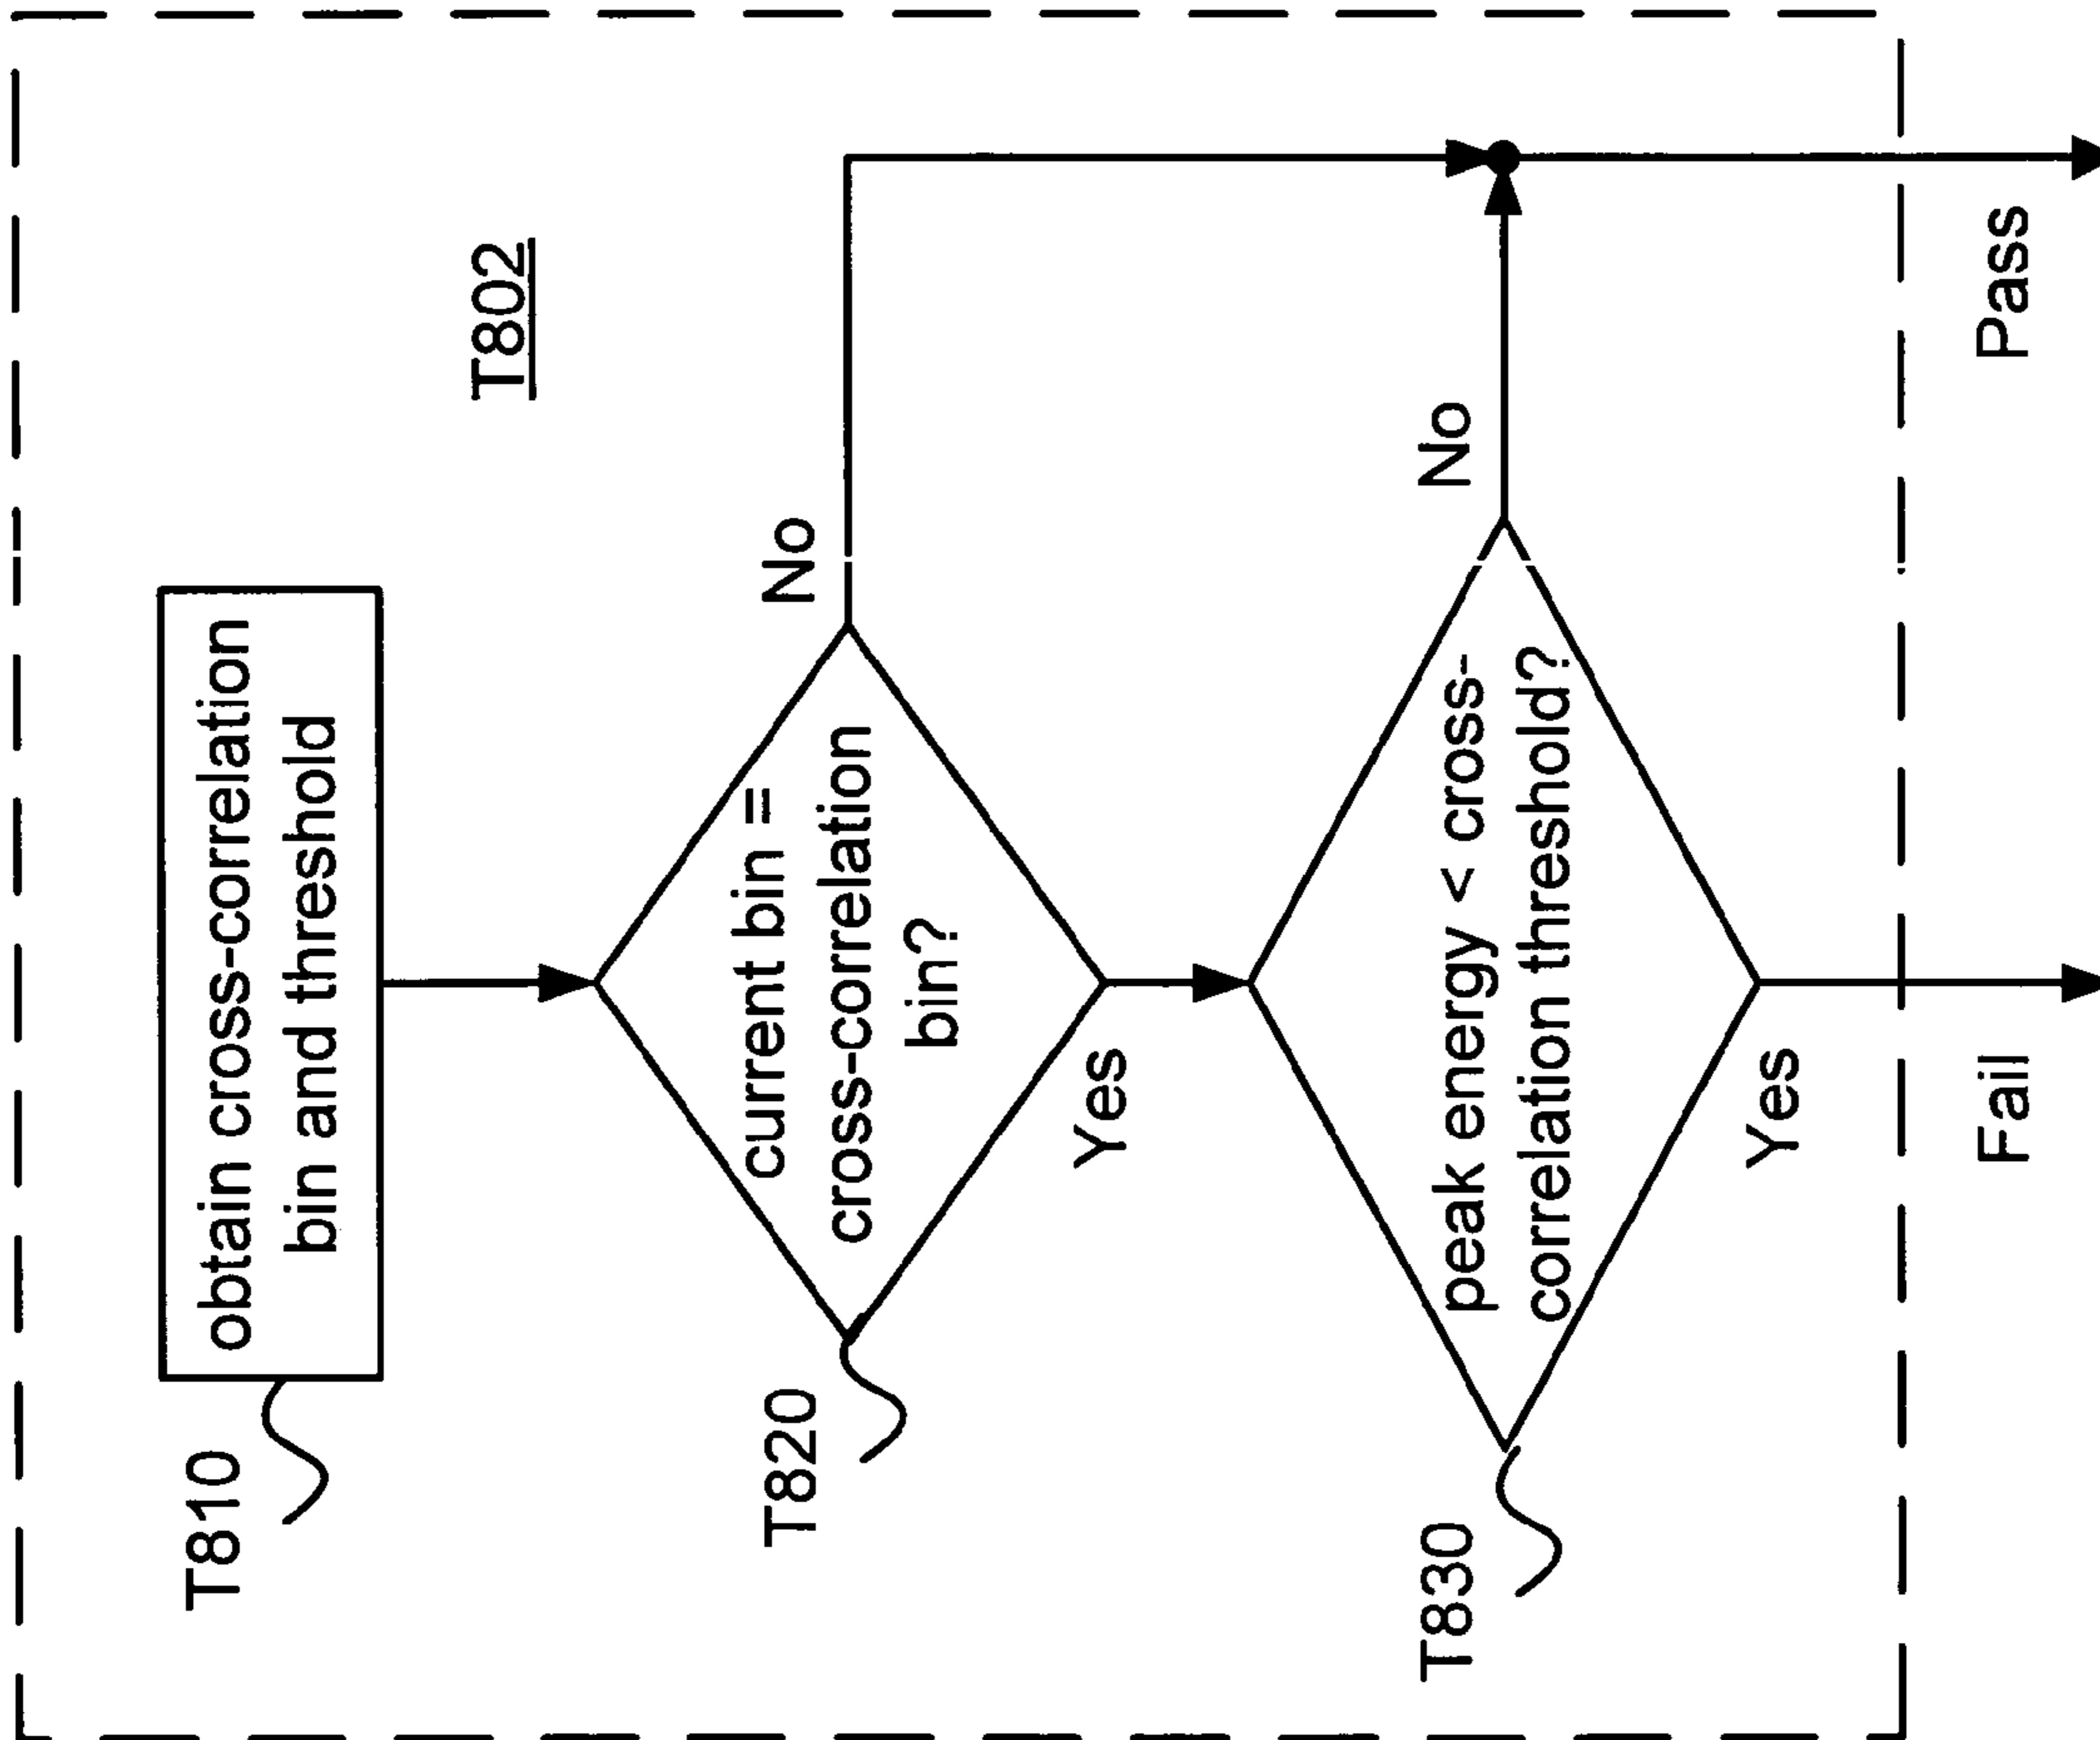 T802
T810
obtain cross-correlation
bin and threshold
T820
current bin =
cross-correlation
bin?
No
Yes
T830
peak energy < cross-
correlation threshold?
No
Yes
Fail
Pass